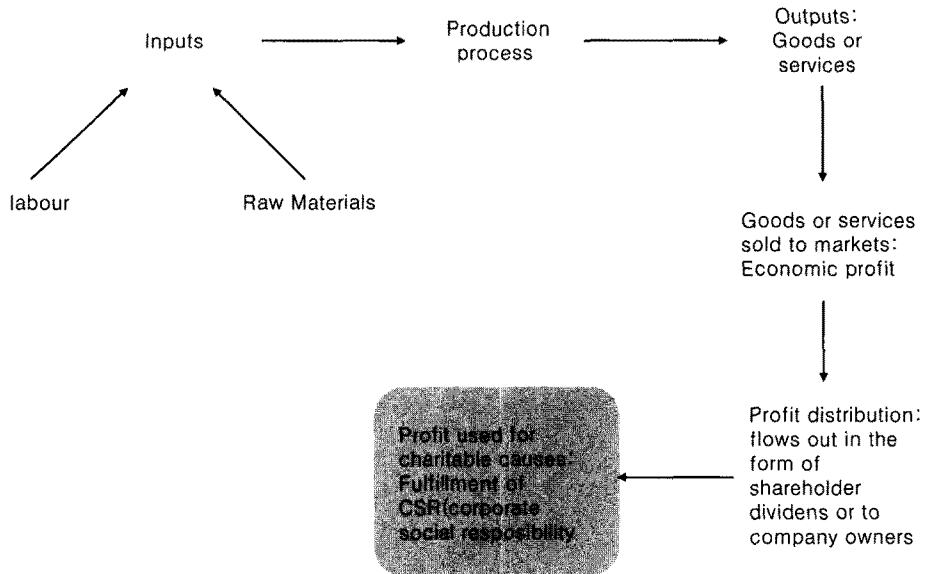 Inputs
Production
process
Outputs:
Goods or
services
labour
Raw Materials
Goods or services
sold to markets:
Economic profit
Profit distribution:
flows out in the
form of
shareholder
dividens or to
company owners
Profit used for
charitable causes:
Fulfillment of
CSR(corporate
social resposibility